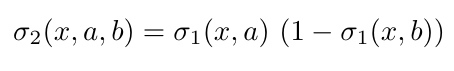 σ₂(x, a, b) = σ₁(x, a) (1 − σ₁(x, b))